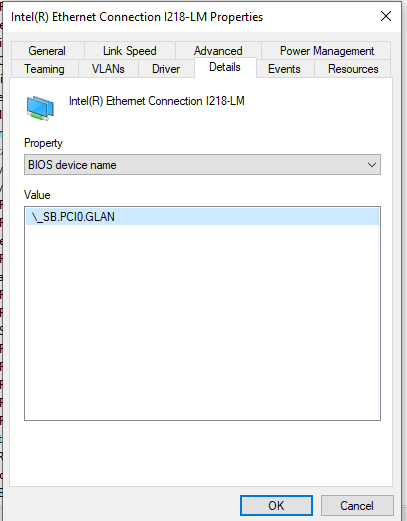 Intel(R) Ethernet Connection I218-LM Properties
General Link Speed Advanced Power Management
Teaming VLANs Driver Details Events Resources
Intel(R) Ethernet Connection I218-LM
Property
BIOS device name
Value
\_SB.PCI0.GLAN
OK Cancel